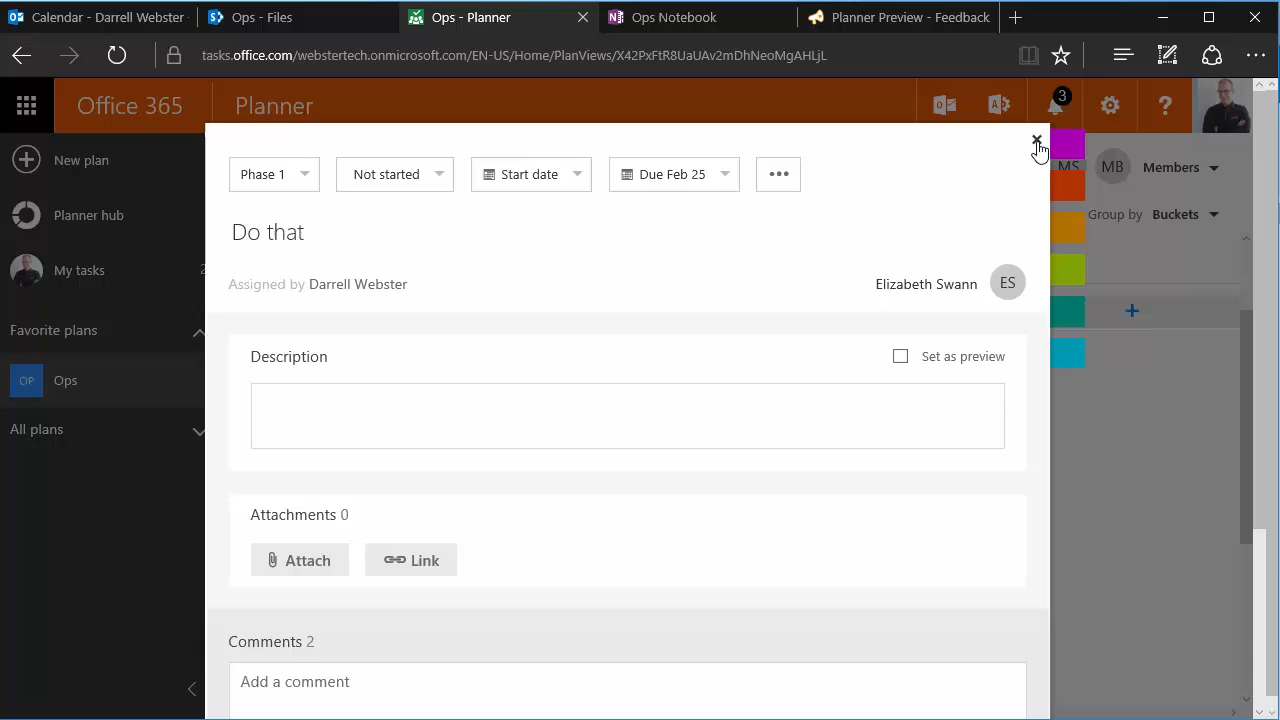 Calendar - Darrell Webster
Ops - Files
Ops - Planner
Ops Notebook
Planner Preview - Feedback
tasks.office.com/webstertech.onmicrosoft.com/EN-US/Home/PlanViews/X42PxFtR8UaUAv2mDhNeoMgAHLjL
Office 365
Planner
3
New plan
Planner hub
My tasks
2
Favorite plans
OP
Ops
All plans
Phase 1
Not started
Start date
Due Feb 25
Do that
Assigned by Darrell Webster
Elizabeth Swann
ES
Description
Set as preview
Attachments 0
Attach
Link
Comments 2
Add a comment
MS
MB
Members
Group by
Buckets